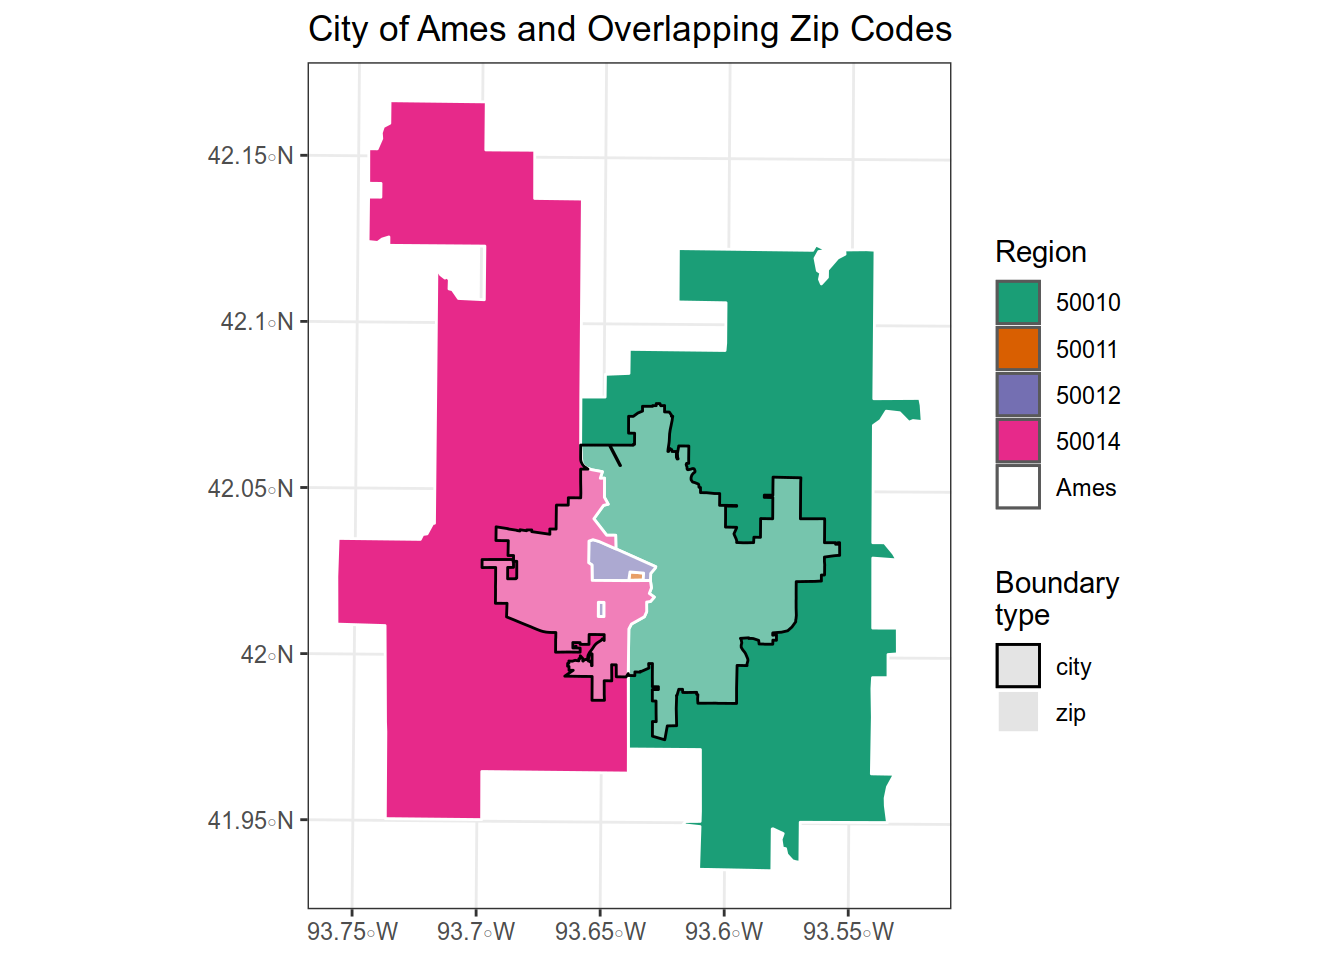 City of Ames and Overlapping Zip Codes
42.15°N
42.1°N
42.05°N
42°N
41.95°N
93.75°W
93.7°W
93.65°W
93.6°W
93.55°W
Region
50010
50011
50012
50014
Ames
Boundary
type
city
zip